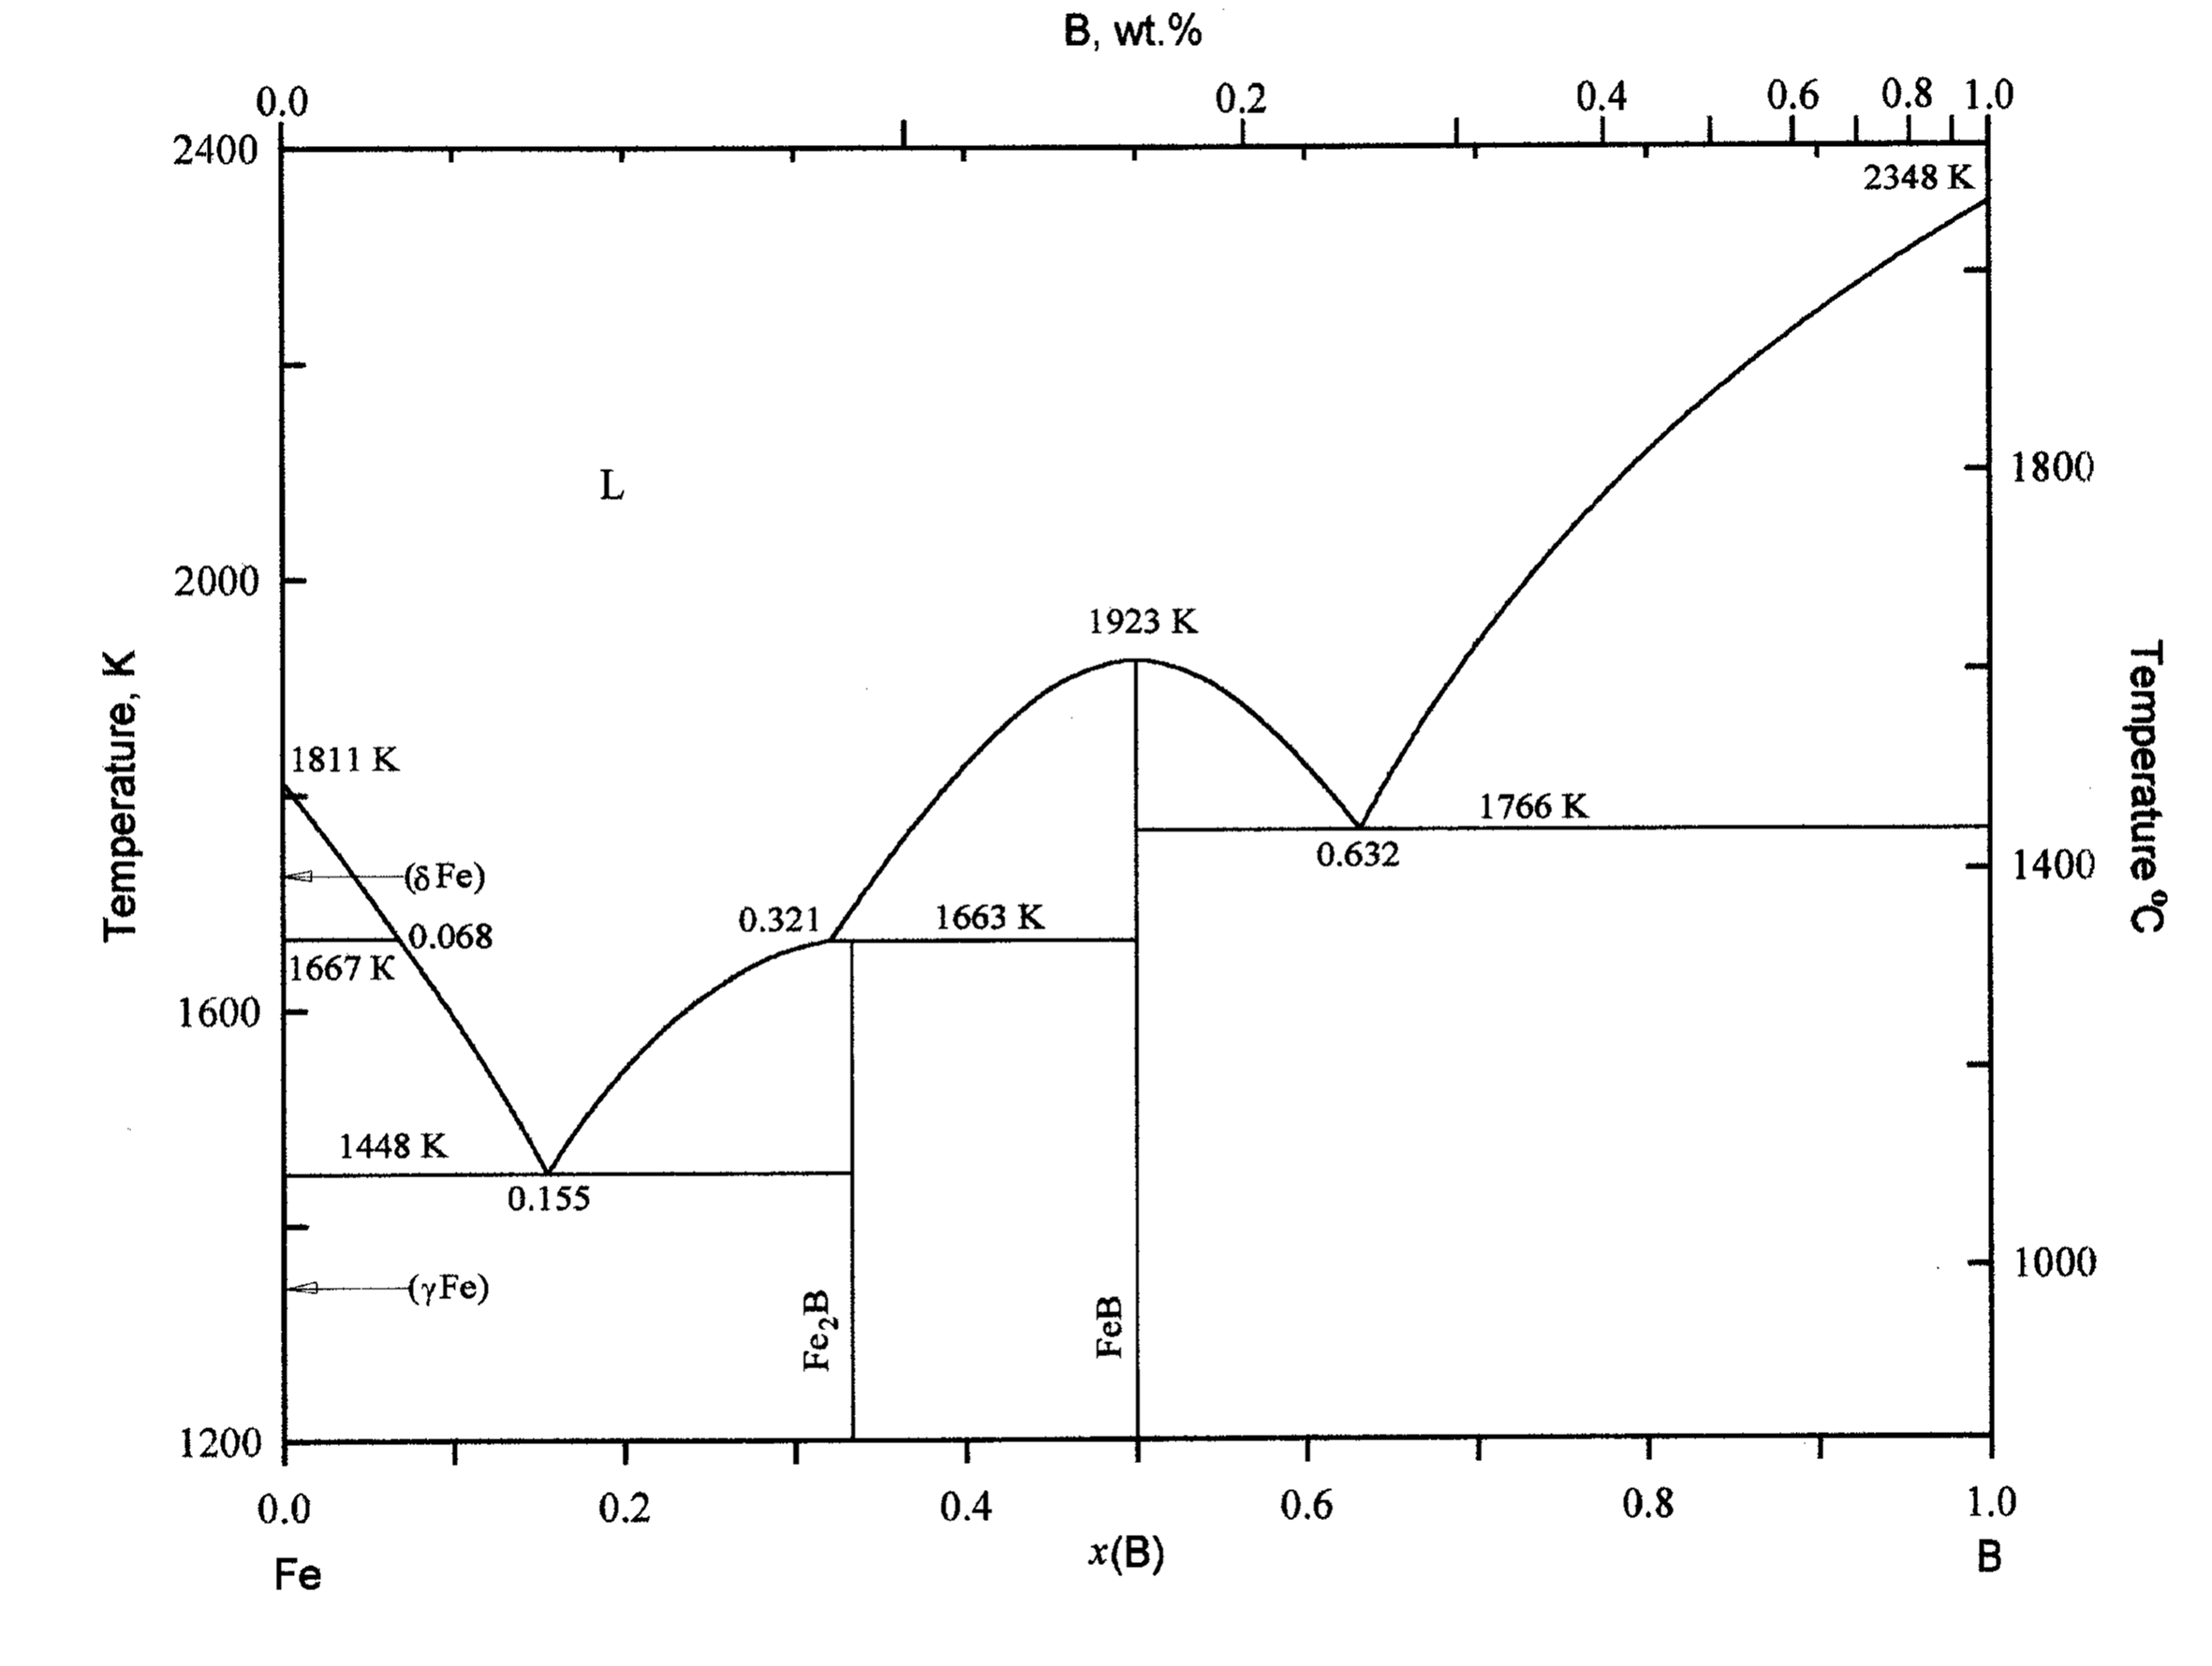 B, wt.%
0.0 0.2 0.4 0.6 0.8 1.0
2400
2348 K
L
1800
2000
1923 K
Temperature, K
Temperature °C
1811 K
1766 K
0.632
1400
(δ Fe)
0.321
1663 K
0.068
1667 K
1600
1448 K
0.155
1000
(γ Fe)
Fe2B
FeB
1200
0.0 0.2 0.4 0.6 0.8 1.0
x(B)
Fe
B